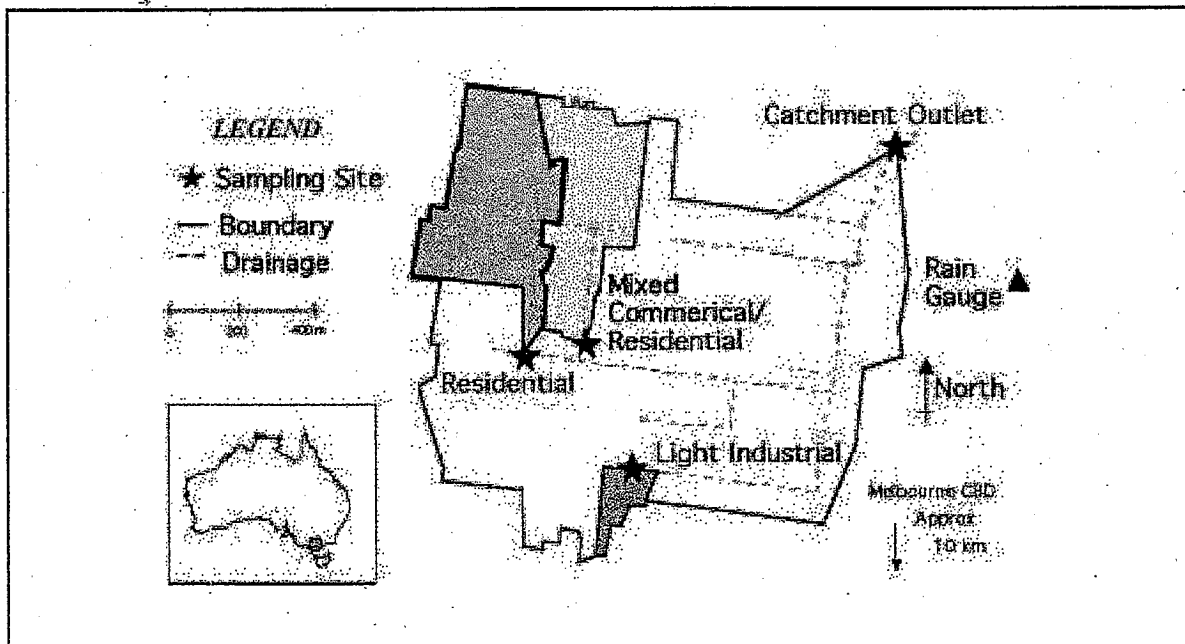 LEGEND
Sampling Site
Boundary
Drainage
400m
Catchment Outlet
Rain
Gauge
Mixed
Commerical/
Residential
Residential
North
Light Industrial
CBD
Approx
10 km